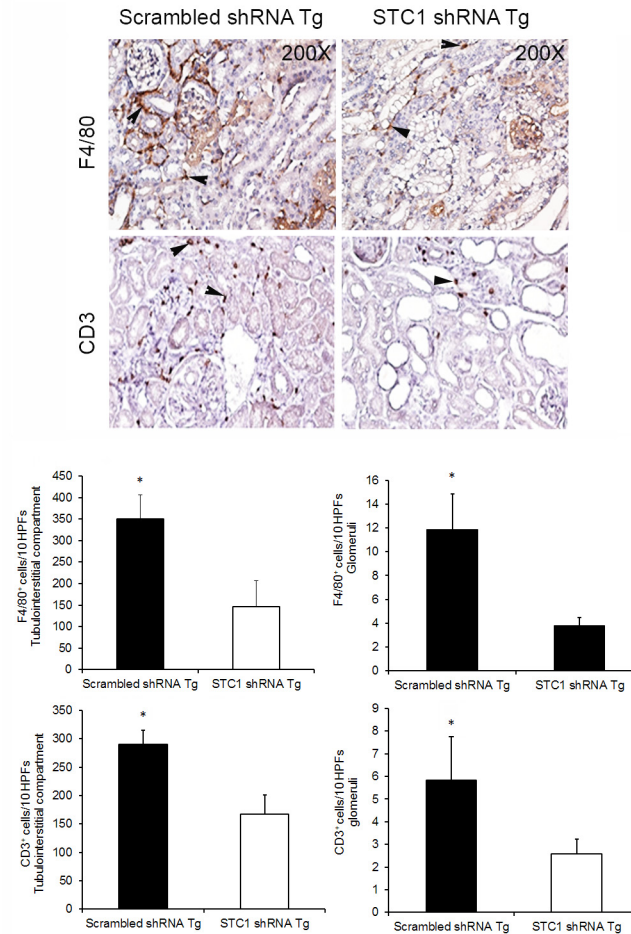 Scrambled shRNA Tg
STC1 shRNA Tg
200X
200X
F4/80
CD3
F4/80⁺ cells/10 HPFs
Tubulointerstitial compartment
450
400
350
300
250
200
150
100
50
0
*
Scrambled shRNA Tg
STC1 shRNA Tg
F4/80⁺ cells/10 HPFs
Glomeruli
16
14
12
10
8
6
4
2
0
*
Scrambled shRNA Tg
STC1 shRNA Tg
CD3⁺ cells/10 HPFs
Tubulointerstitial compartment
350
300
250
200
150
100
50
0
*
Scrambled shRNA Tg
STC1 shRNA Tg
CD3⁺ cells/10 HPFs
glomeruli
9
8
7
6
5
4
3
2
1
0
*
Scrambled shRNA Tg
STC1 shRNA Tg